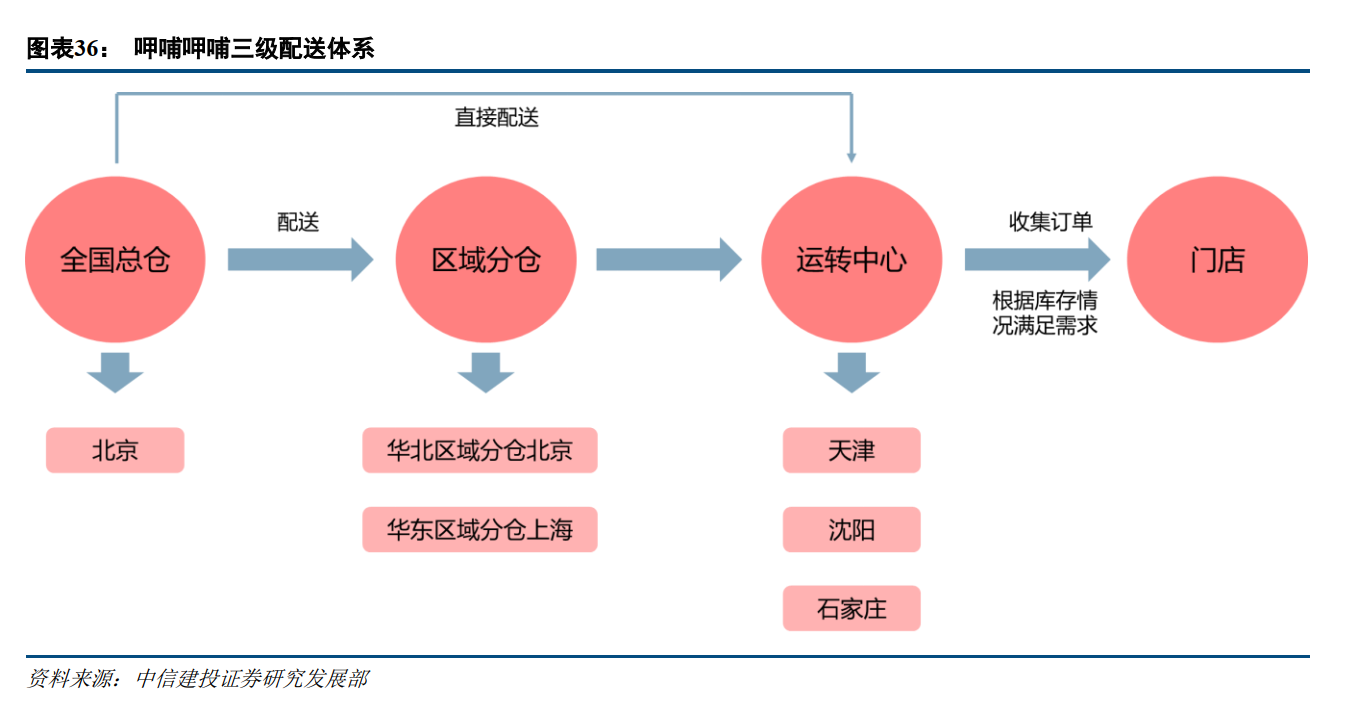 图表36： 呷哺呷哺三级配送体系
直接配送
配送
收集订单
全国总仓
区域分仓
运转中心
门店
根据库存情
况满足需求
北京
华北区域分仓北京
天津
华东区域分仓上海
沈阳
石家庄
资料来源：中信建投证券研究发展部